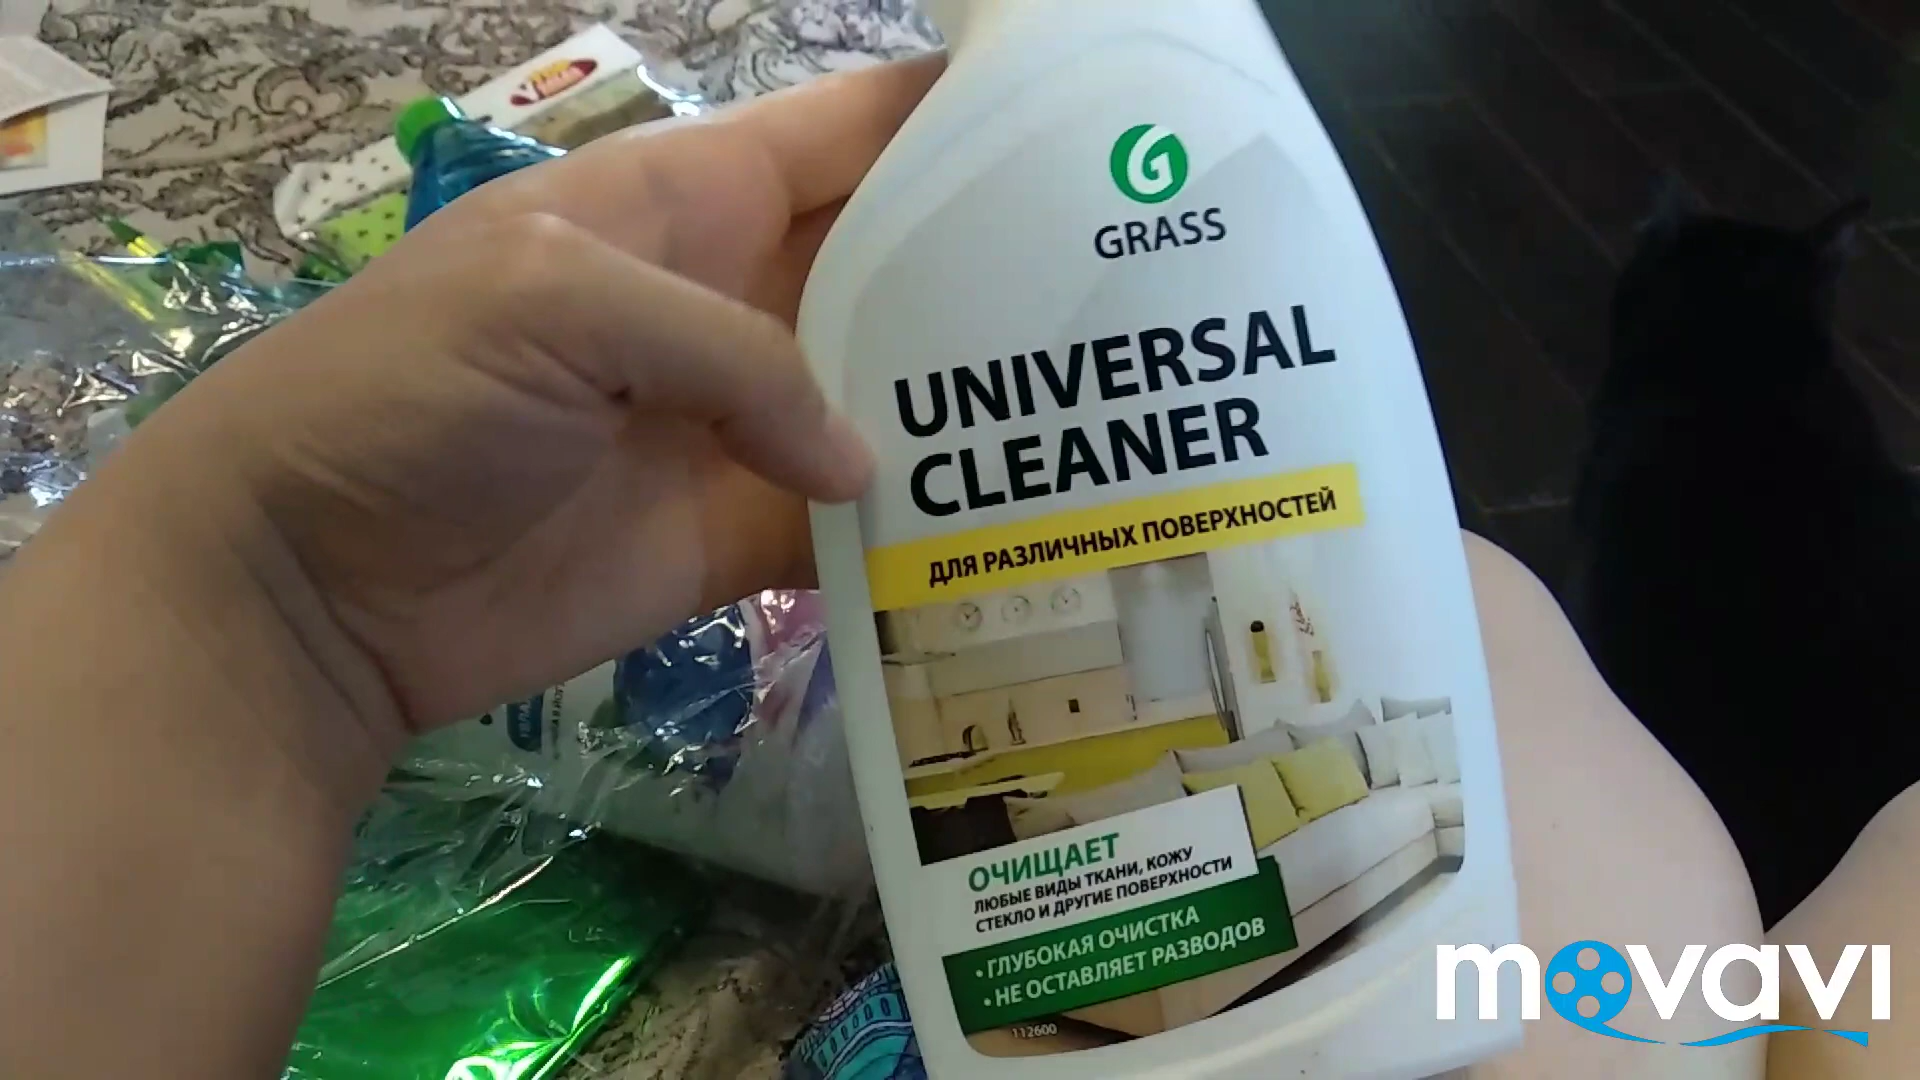 GRASS
UNIVERSAL
CLEANER
ДЛЯ РАЗЛИЧНЫХ ПОВЕРХНОСТЕЙ
ОЧИЩАЕТ
ЛЮБЫЕ ВИДЫ ТКАНИ, КОЖУ
СТЕКЛО И ДРУГИЕ ПОВЕРХНОСТИ
• ГЛУБОКАЯ ОЧИСТКА
• НЕ ОСТАВЛЯЕТ РАЗВОДОВ
112600
movavi